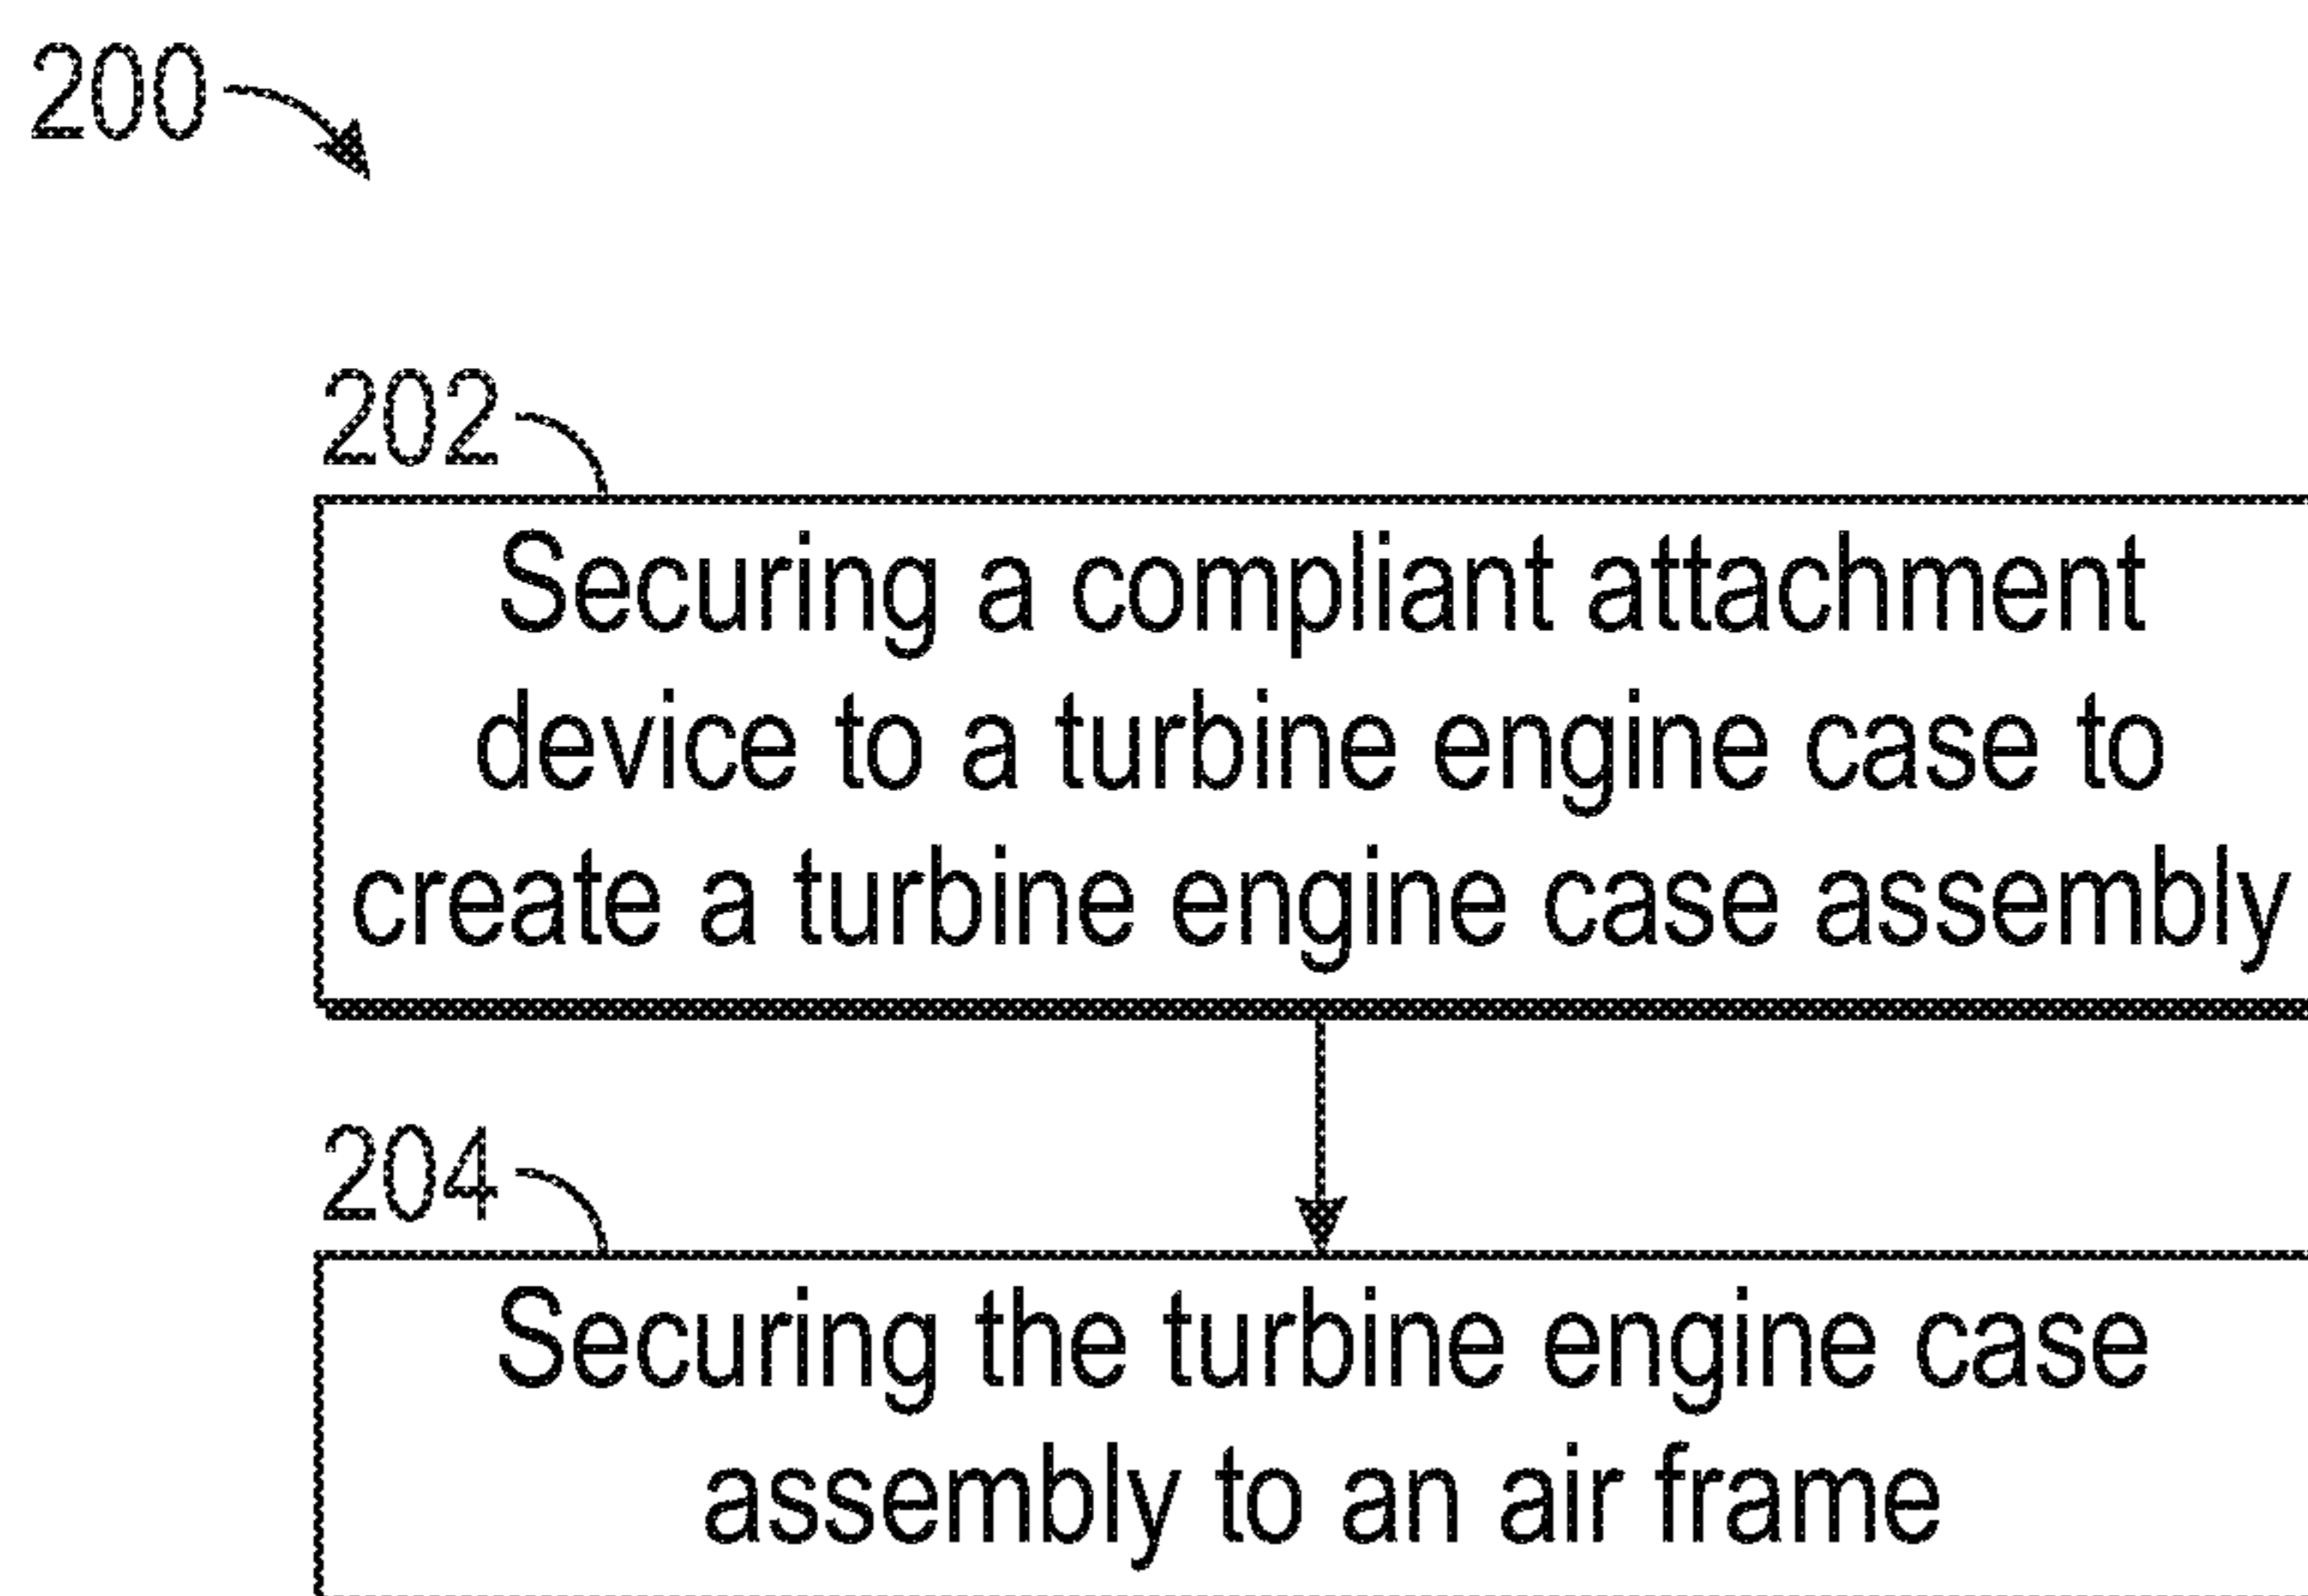 200
202
Securing a compliant attachment
device to a turbine engine case to
create a turbine engine case assembly
204
Securing the turbine engine case
assembly to an air frame